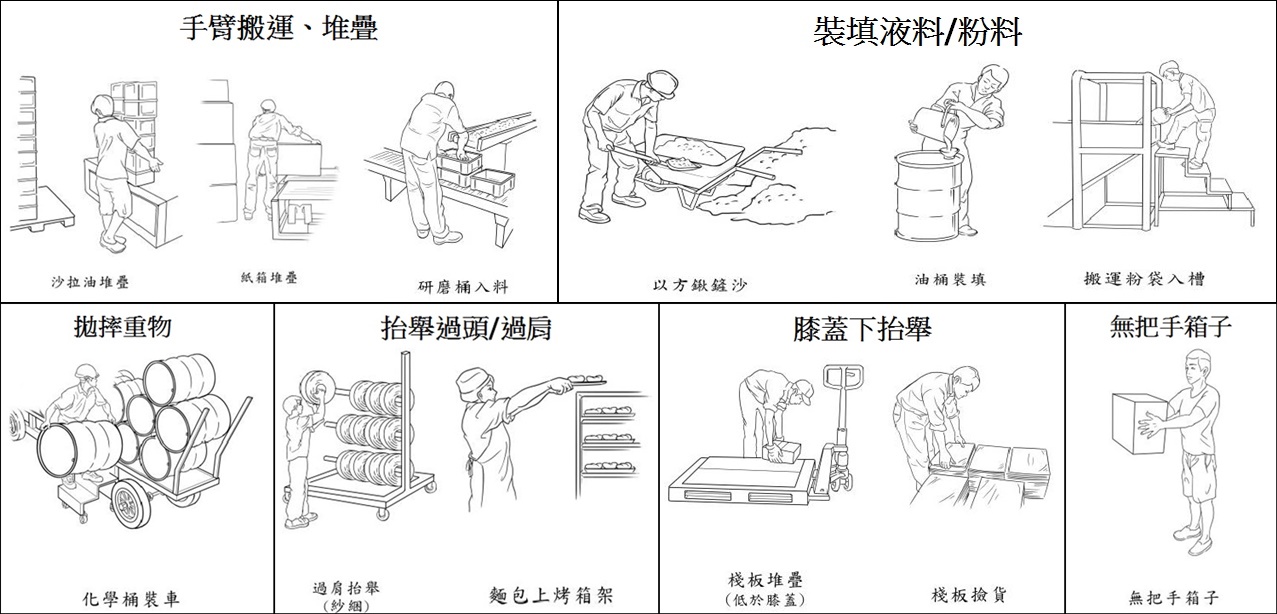 手臂搬運、堆疊
沙拉油堆疊
紙箱堆疊
研磨桶入料
裝填液料/粉料
以方鍬鏟沙
油桶裝填
搬運粉袋入槽
拋摔重物
化學桶裝車
抬舉過頭/過肩
過肩抬舉
(紗綑)
麵包上烤箱架
膝蓋下抬舉
棧板堆疊
(低於膝蓋)
棧板撿貨
無把手箱子
無把手箱子